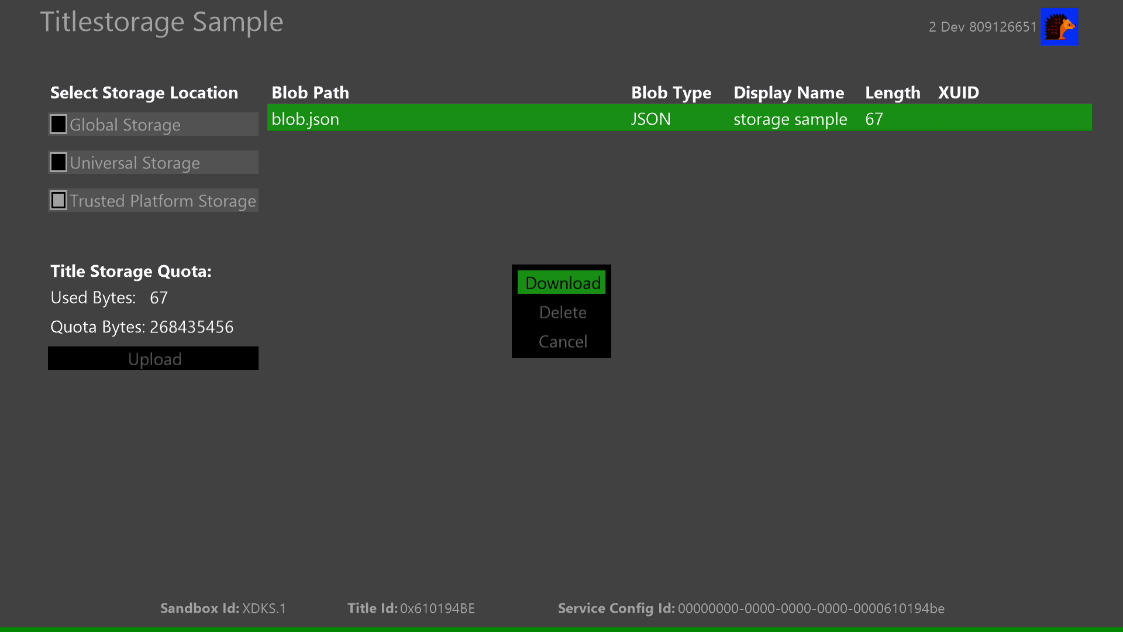 Titlestorage Sample
2 Dev 809126651
Select Storage Location
Global Storage
Universal Storage
Trusted Platform Storage
Blob Path Blob Type Display Name Length XUID
blob.json JSON storage sample 67
Title Storage Quota:
Used Bytes: 67
Quota Bytes: 268435456
Upload
Download
Delete
Cancel
Sandbox Id: XDKS.1 Title Id: 0x610194BE Service Config Id: 00000000-0000-0000-0000-0000610194be